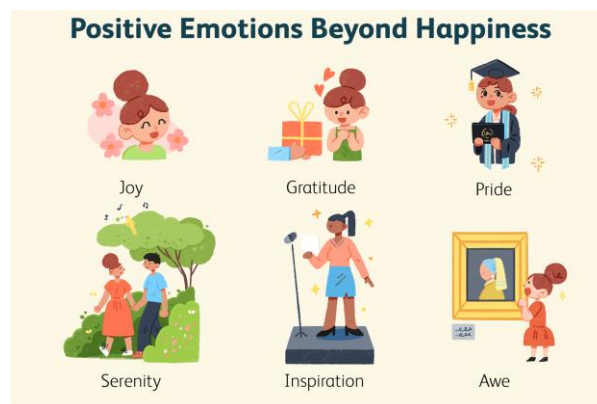 Positive Emotions Beyond Happiness
Joy
Gratitude
Pride
Serenity
Inspiration
Awe